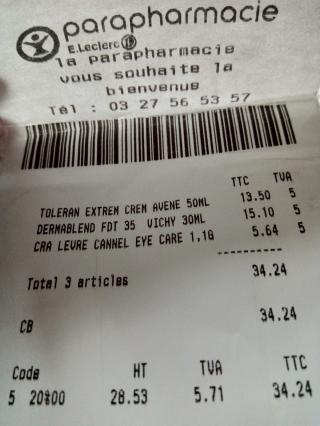 parapharmacie
E.Leclerc
la parapharmacie
vous souhaite la
bienvenue
Tél : 03 27 56 53 57
TTC TVA
TOLERAN EXTREM CREM AVENE 50ML 13.50 5
DERMABLEND FDT 35 VICHY 30ML 15.10 5
CRA LEVRE CANNEL EYE CARE 1,1G 5.64 5
----------
Total 3 articles 34.24
CB 34.24
Code HT TVA TTC
5 20%00 28.53 5.71 34.24